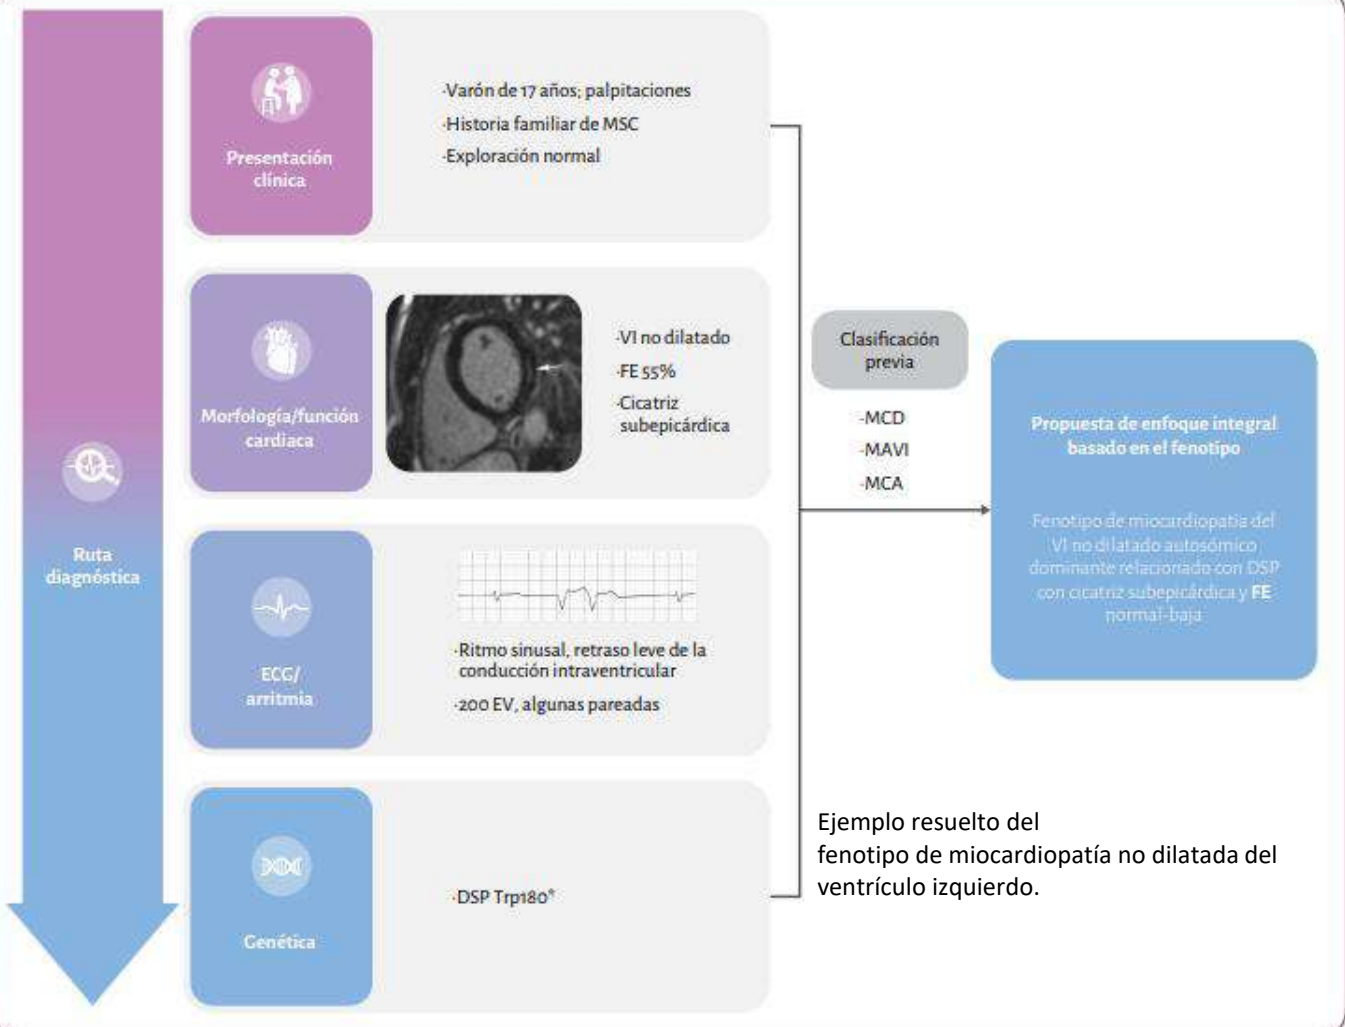 Presentación
clínica
·Varón de 17 años; palpitaciones
·Historia familiar de MSC
·Exploración normal
Morfología/función
cardiaca
·VI no dilatado
·FE 55%
·Cicatriz
subepicárdica
Clasificación
previa
-MCD
-MAVI
-MCA
Propuesta de enfoque integral
basado en el fenotipo
Fenotipo de miocardiopatía del
VI no dilatado autosómico
dominante relacionado con DSP
con cicatriz subepicárdica y FE
normal-baja
Ruta
diagnóstica
ECG/
arritmia
·Ritmo sinusal, retraso leve de la
conducción intraventricular
·200 EV, algunas pareadas
Genética
·DSP Trp180*
Ejemplo resuelto del
fenotipo de miocardiopatía no dilatada del
ventrículo izquierdo.